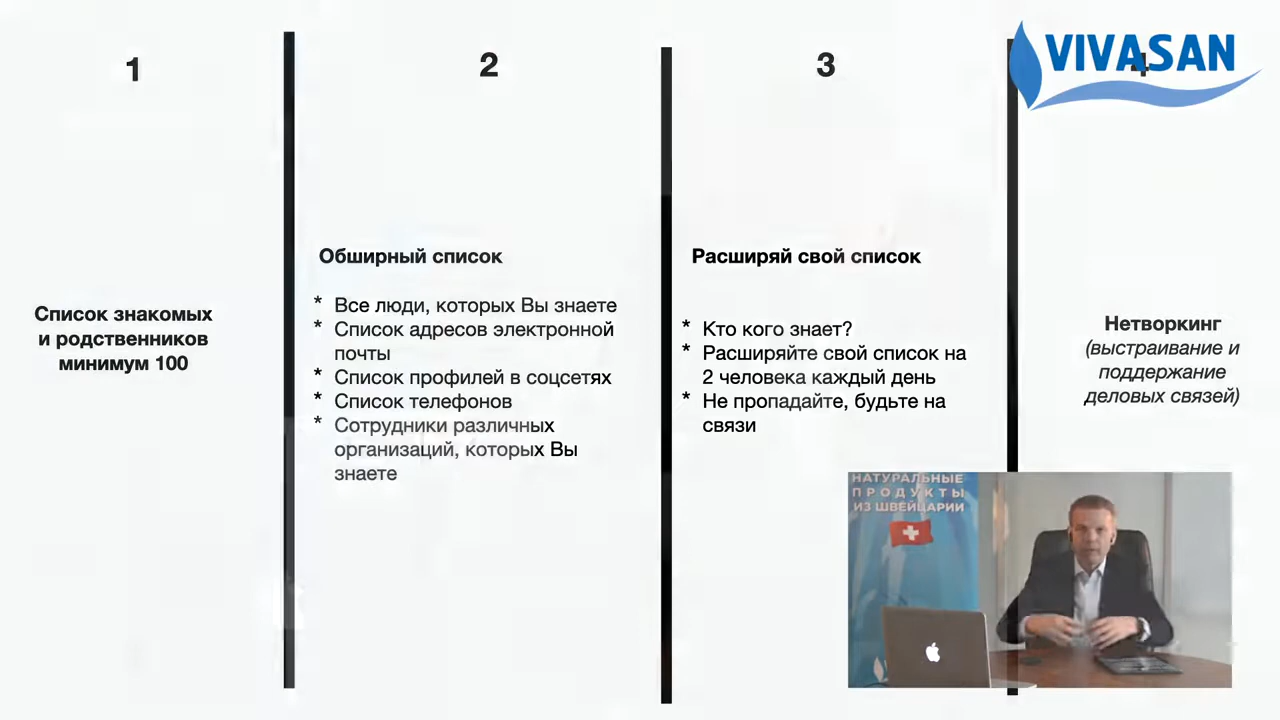 1
Список знакомых
и родственников
минимум 100
2
Обширный список
* Все люди, которых Вы знаете
* Список адресов электронной
почты
* Список профилей в соцсетях
* Список телефонов
* Сотрудники различных
организаций, которых Вы
знаете
3
Расширяй свой список
* Кто кого знает?
* Расширяйте свой список на
2 человека каждый день
* Не пропадайте, будьте на
связи
4
VIVASAN
Нетворкинг
(выстраивание и
поддержание
деловых связей)
НАТУРАЛЬНЫЕ
ПРОДУКТЫ
ИЗ ШВЕЙЦАРИИ